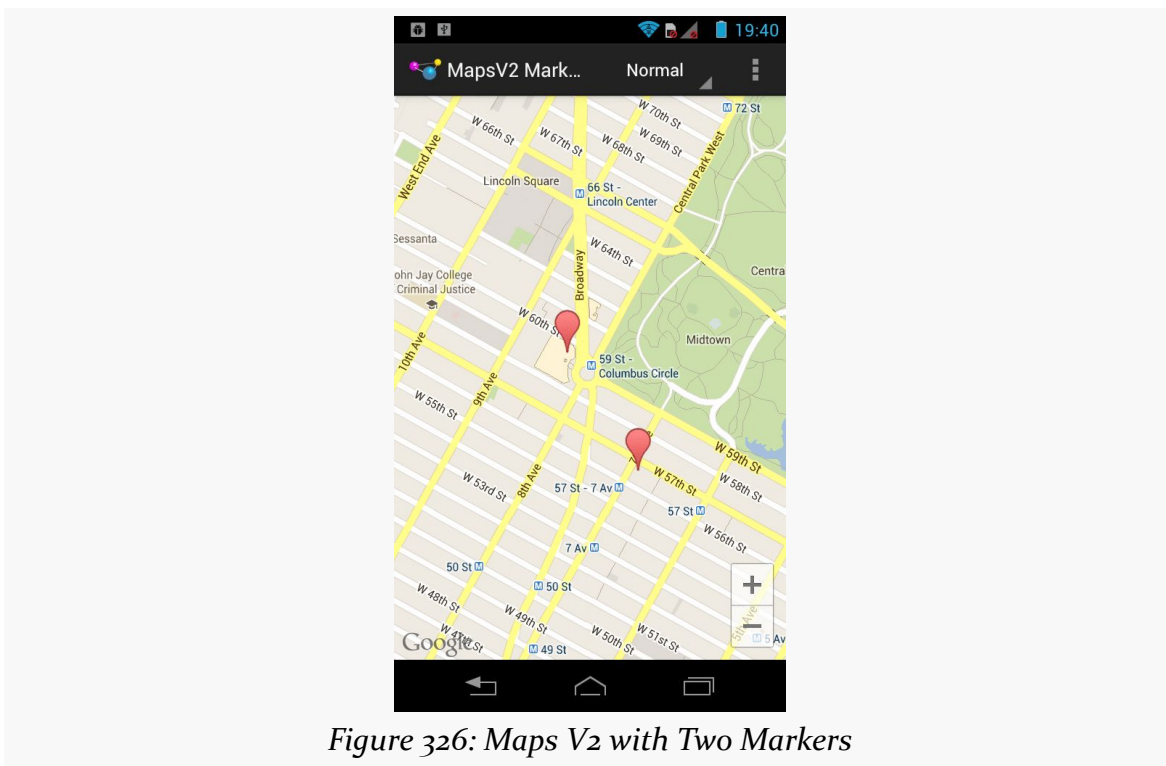 19:40
MapsV2 Mark...
Normal
72 St
W 70th St
W 66th St
W 67th St
W 68th St
W 69th St
West End Ave
Central Park West
Lincoln Square
66 St -
Lincoln Center
W 64th St
Sessanta
Broadway
Centra
ohn Jay College
Criminal Justice
W 60th St
Midtown
10th Ave
59 St -
Columbus Circle
9th Ave
W 55th St
W 59th St
W 57th St
W 58th St
W 53rd St
8th Ave
57 St - 7 Av
57 St
W 56th St
7 Av
50 St
50 St
W 48th St
W 49th St
W 51st St
W 50th St
5th Ave
5 Av
W 47th St
Google
49 St
Figure 326: Maps V2 with Two Markers